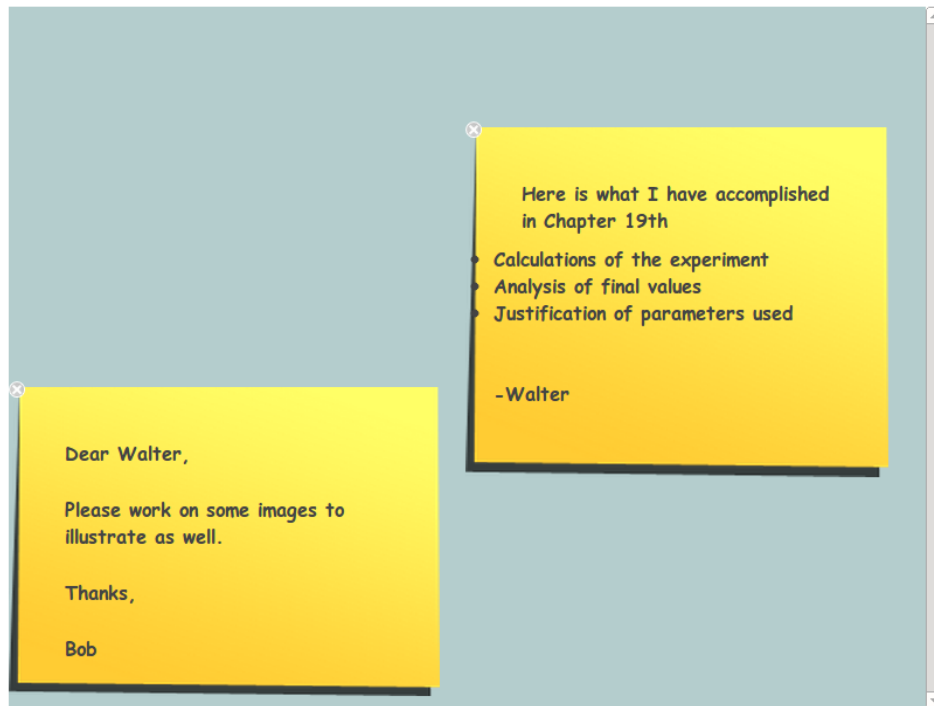 Here is what I have accomplished
in Chapter 19th
• Calculations of the experiment
• Analysis of final values
• Justification of parameters used
-Walter
Dear Walter,
Please work on some images to
illustrate as well.
Thanks,
Bob